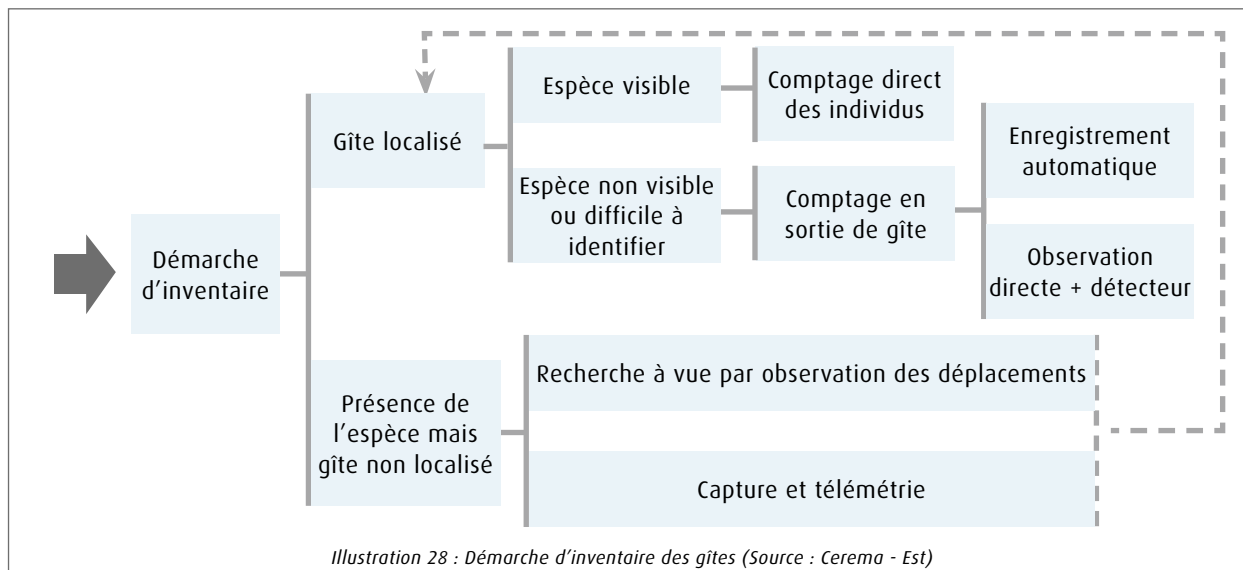 Espèce visible
Comptage direct
des individus
Gîte localisé
Enregistrement
automatique
Espèce non visible
ou difficile à
identifier
Comptage en
sortie de gîte
Démarche
d'inventaire
Observation
directe + détecteur
Recherche à vue par observation des déplacements
Présence de
l'espèce mais
gîte non localisé
Capture et télémétrie
Illustration 28 : Démarche d'inventaire des gîtes (Source : Cerema - Est)